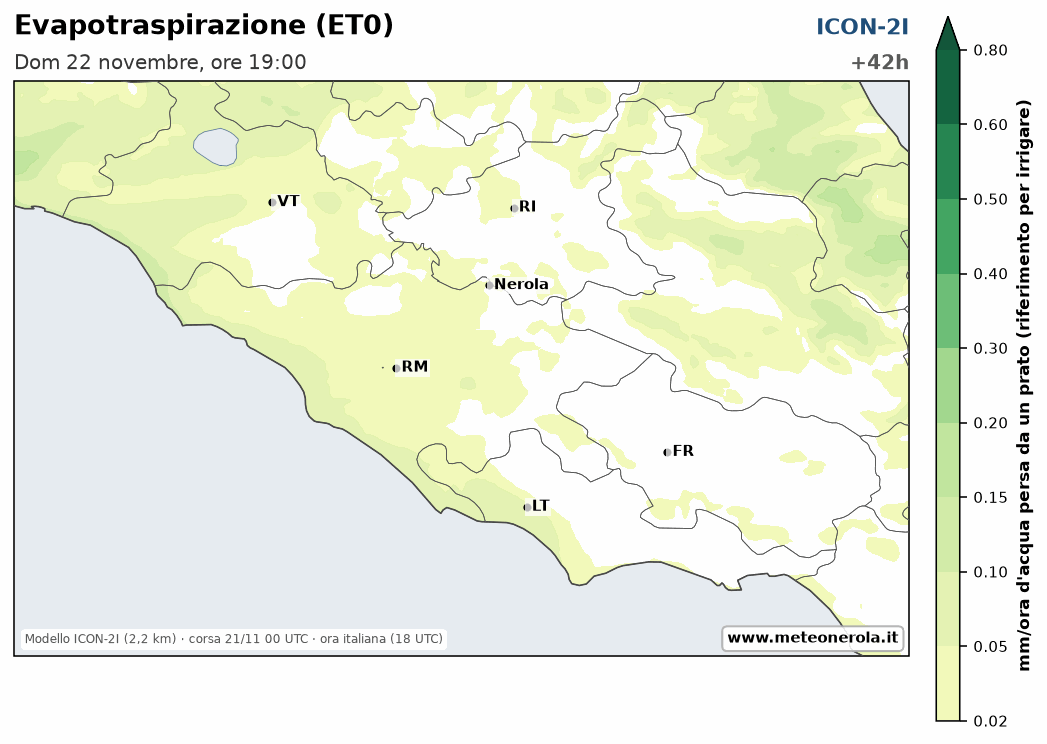 Evapotraspirazione (ET0)
ICON-2I
Dom 22 novembre, ore 19:00
+42h
VT
RI
Nerola
RM
FR
LT
Modello ICON-2I (2,2 km) · corsa 21/11 00 UTC · ora italiana (18 UTC)
www.meteonerola.it
0.80
0.60
0.50
0.40
0.30
0.20
0.15
0.10
0.05
0.02
mm/ora d'acqua persa da un prato (riferimento per irrigare)